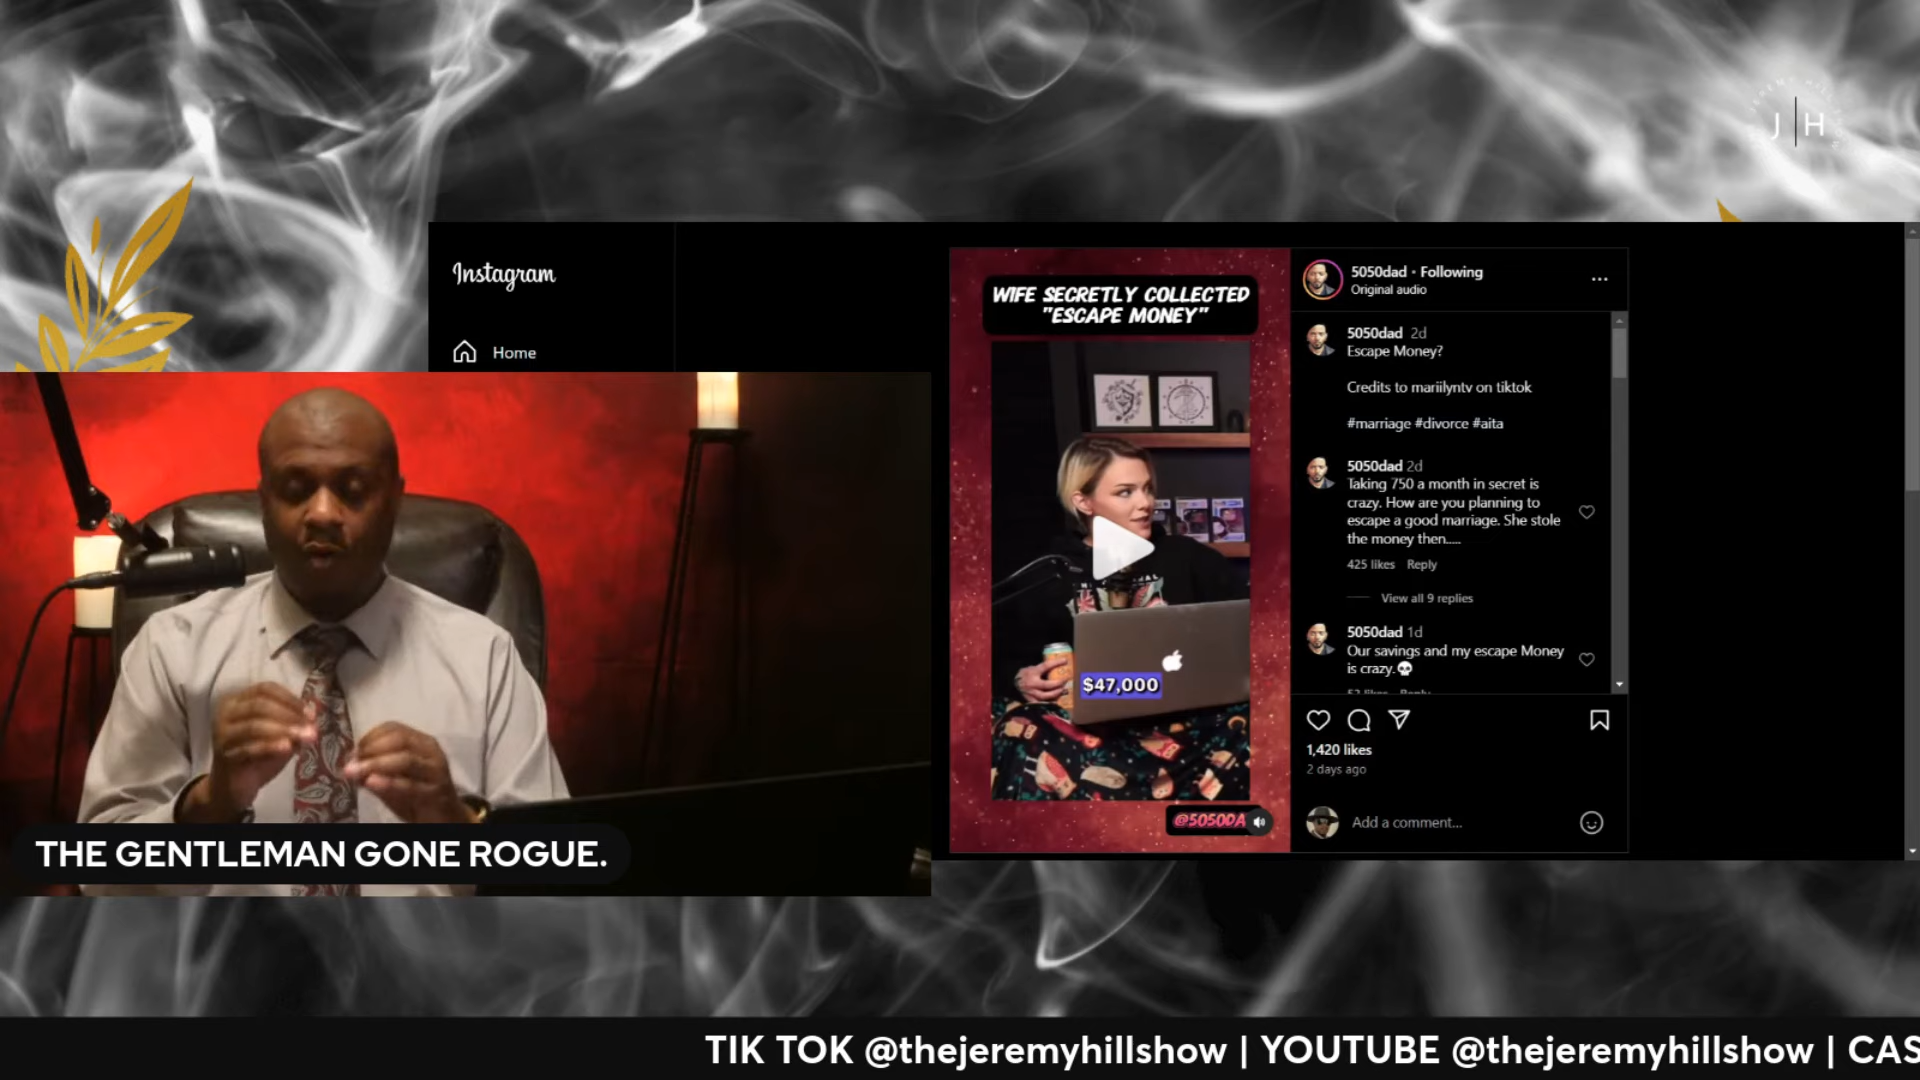 J H
Instagram
Home
WIFE SECRETLY COLLECTED
"ESCAPE MONEY"
$47,000
@5050DA
5050dad • Following
Original audio
5050dad 2d
Escape Money?
Credits to mariilyntv on tiktok
#marriage #divorce #aita
5050dad 2d
Taking 750 a month in secret is
crazy. How are you planning to
escape a good marriage. She stole
the money then.....
425 likes Reply
View all 9 replies
5050dad 1d
Our savings and my escape Money
is crazy.💀
52 likes Reply
1,420 likes
2 days ago
Add a comment...
THE GENTLEMAN GONE ROGUE.
TIK TOK @thejeremyhillshow | YOUTUBE @thejeremyhillshow | CAS